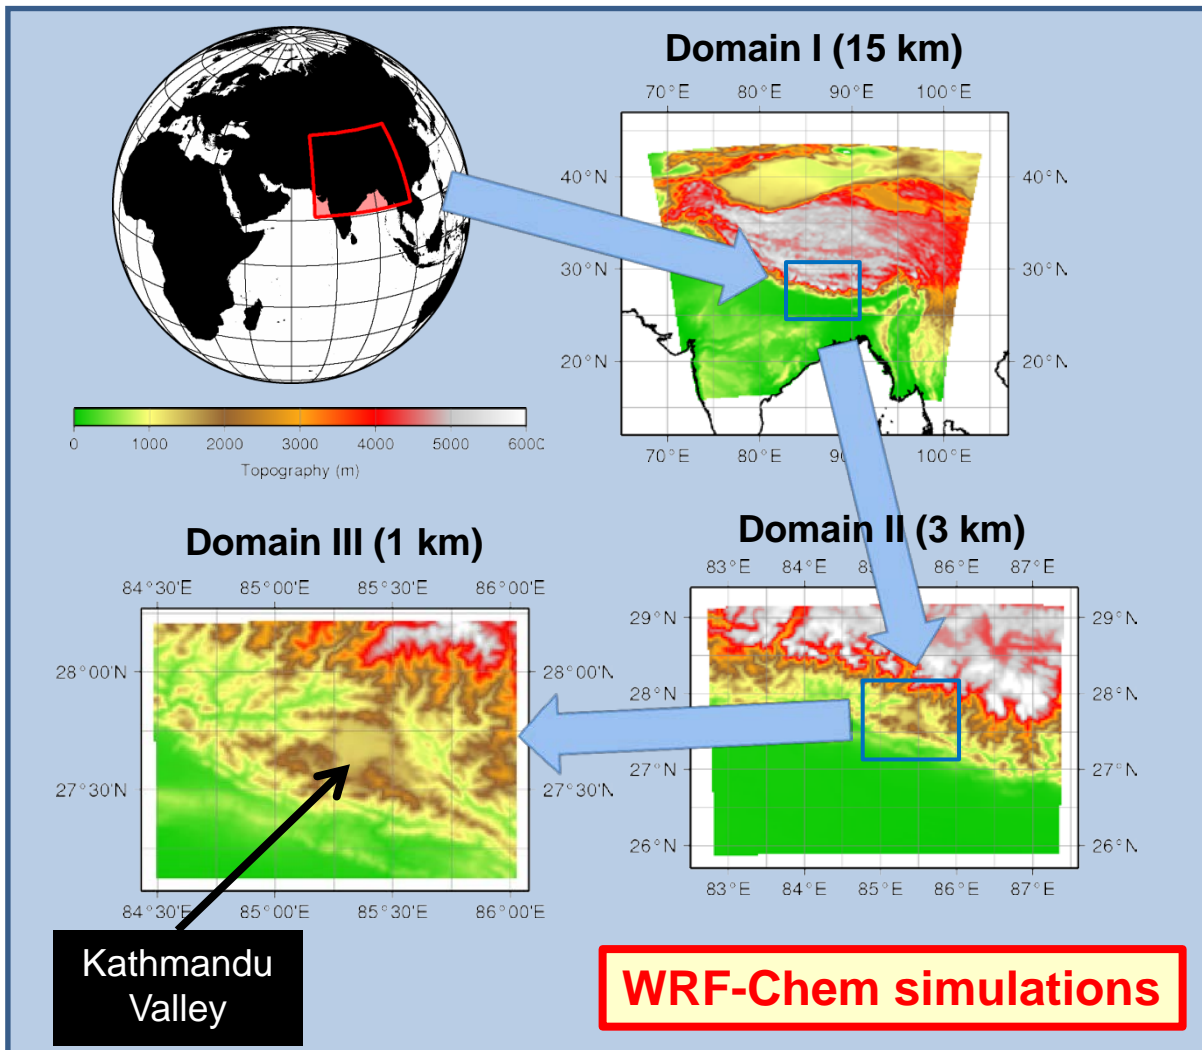 Domain I (15 km)
70°E 80°E 90°E 100°E
40°N 40°N
30°N 30°N
20°N 20°N
70°E 80°E 100°E
0 1000 2000 3000 4000 5000
Topography (m)
Domain III (1 km)
84°30'E 85°00'E 85°30'E 86°00'E
28°00'N 28°00'N
27°30'N 27°30'N
84°30'E 85°00'E 85°30'E 86°00'E
Domain II (3 km)
83°E 84°E 86°E 87°E
29°N 29°N
28°N 28°N
27°N 27°N
26°N 26°N
83°E 84°E 85°E 86°E 87°E
Kathmandu
Valley
WRF-Chem simulations